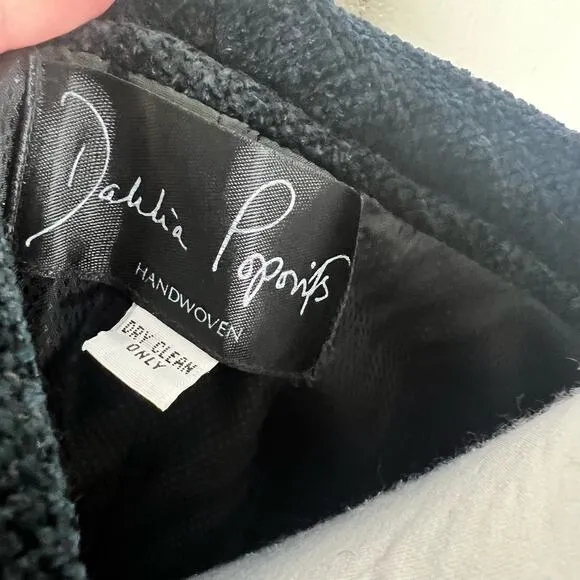 Dahlia Popovits
HANDWOVEN
DRY CLEAN
ONLY